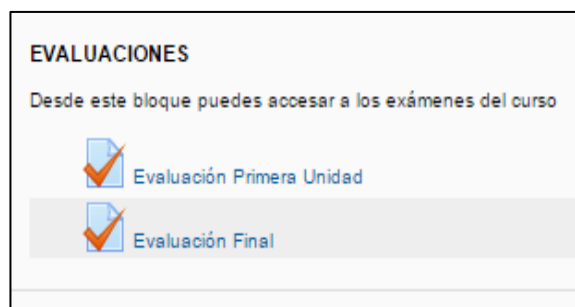 EVALUACIONES
Desde este bloque puedes accesar a los exámenes del curso
Evaluación Primera Unidad
Evaluación Final